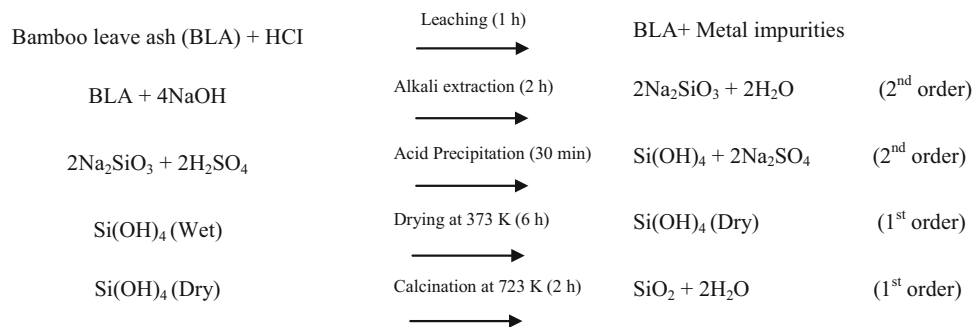 Bamboo leave ash (BLA) + HCI Leaching (1 h) BLA+ Metal impurities
BLA + 4NaOH Alkali extraction (2 h) 2Na₂SiO₃ + 2H₂O (2ⁿᵈ order)
2Na₂SiO₃ + 2H₂SO₄ Acid Precipitation (30 min) Si(OH)₄ + 2Na₂SO₄ (2ⁿᵈ order)
Si(OH)₄ (Wet) Drying at 373 K (6 h) Si(OH)₄ (Dry) (1ˢᵗ order)
Si(OH)₄ (Dry) Calcination at 723 K (2 h) SiO₂ + 2H₂O (1ˢᵗ order)